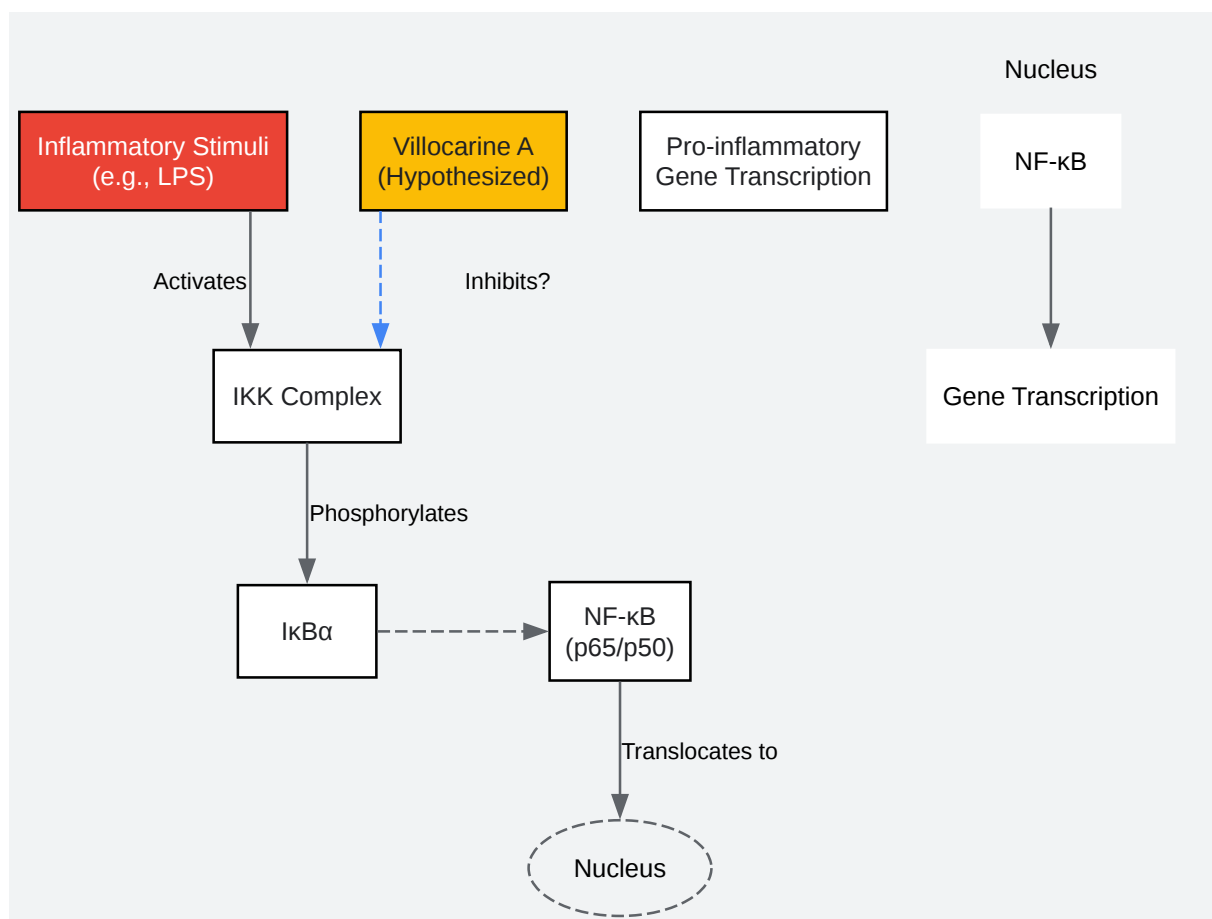 Nucleus
Inflammatory Stimuli
(e.g., LPS)
Villocarine A
(Hypothesized)
Pro-inflammatory
Gene Transcription
NF-κB
Activates
Inhibits?
IKK Complex
Gene Transcription
Phosphorylates
IκBα
NF-κB
(p65/p50)
Translocates to
Nucleus